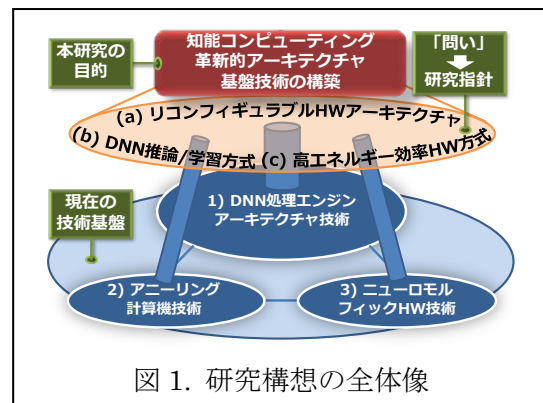 本研究の
目的
知能コンピューティング
革新的アーキテクチャ
基盤技術の構築
「問い」
研究指針
(a) リコンフィギュラブルHWアーキテクチャ
(b) DNN推論/学習方式 (c) 高エネルギー効率HW方式
現在の
技術基盤
1) DNN処理エンジン
アーキテクチャ技術
2) アニーリング
計算機技術
3) ニューロモル
フィックHW技術
図 1. 研究構想の全体像